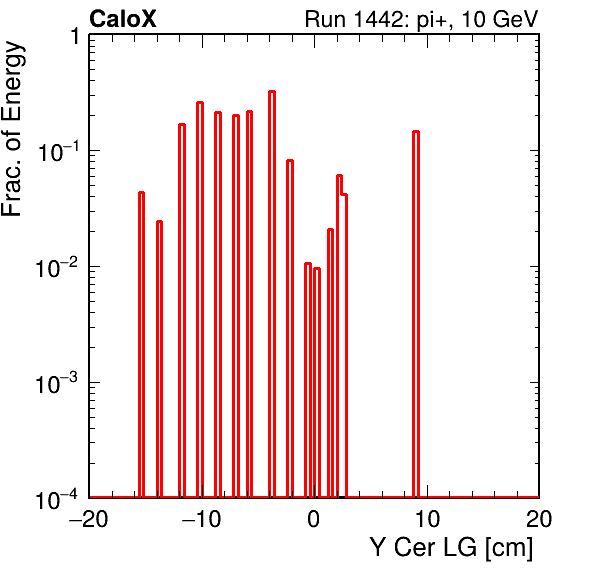 CaloX Run 1442: pi+, 10 GeV
Frac. of Energy
1
10⁻¹
10⁻²
10⁻³
10⁻⁴
−20 −10 0 10 20
Y Cer LG [cm]